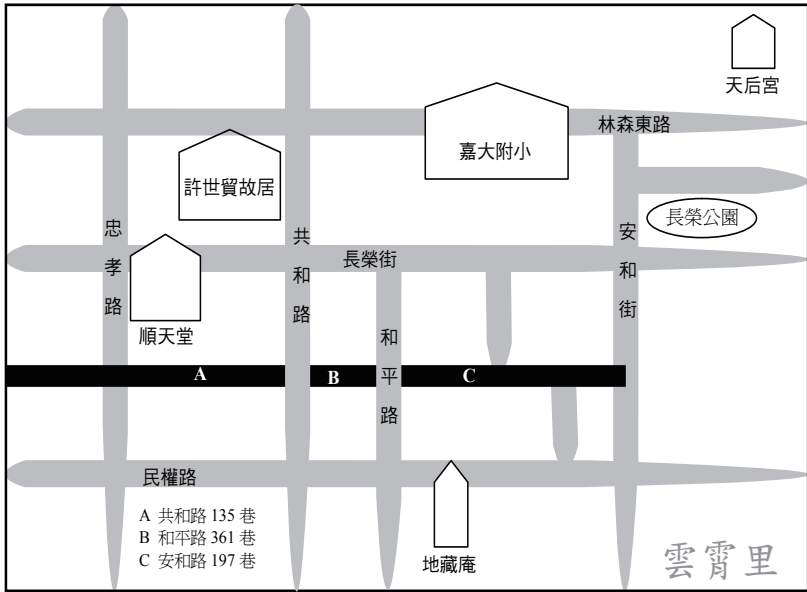 天后宮
林森東路
嘉大附小
許世賢故居
長榮公園
忠孝路
共和路
安和街
長榮街
順天堂
和平路
A
B
C
民權路
A 共和路 135 巷
B 和平路 361 巷
C 安和路 197 巷
地藏庵
雲霄里